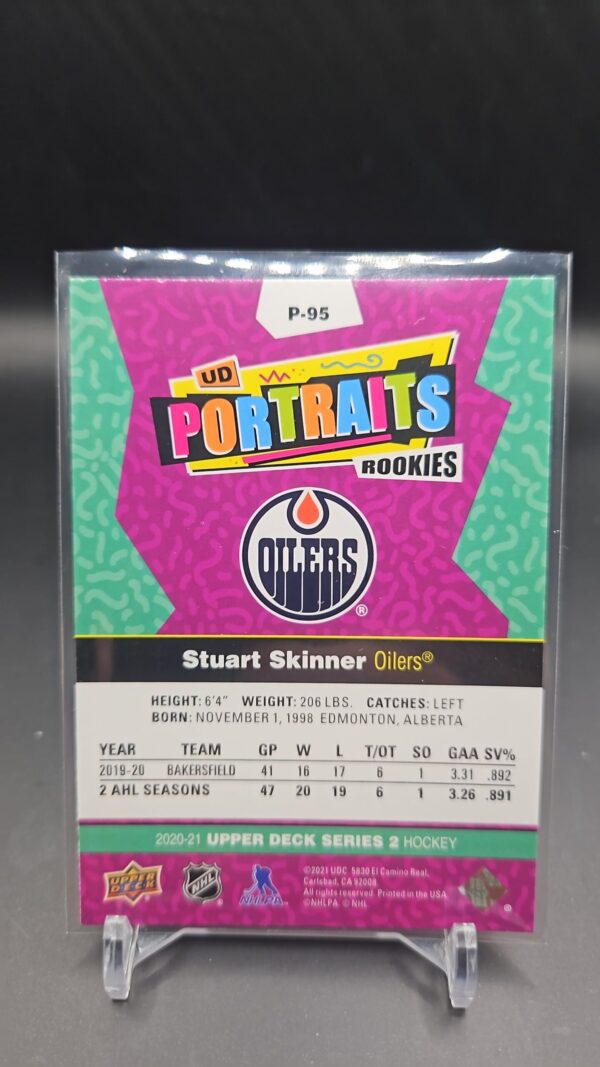 P-95
UD
PORTRAITS
ROOKIES
OILERS®
Stuart Skinner Oilers®
HEIGHT: 6'4" WEIGHT: 206 LBS. CATCHES: LEFT
BORN: NOVEMBER 1, 1998 EDMONTON, ALBERTA
YEAR TEAM GP W L T/OT SO GAA SV%
2019-20 BAKERSFIELD 41 16 17 6 1 3.31 .892
2 AHL SEASONS 47 20 19 6 1 3.26 .891
2020-21 UPPER DECK SERIES 2 HOCKEY
UPPER DECK
NHL
NHLPA
©2021 UDC 5830 El Camino Real,
Carlsbad, CA 92008
All rights reserved. Printed in the USA
©NHLPA © NHL